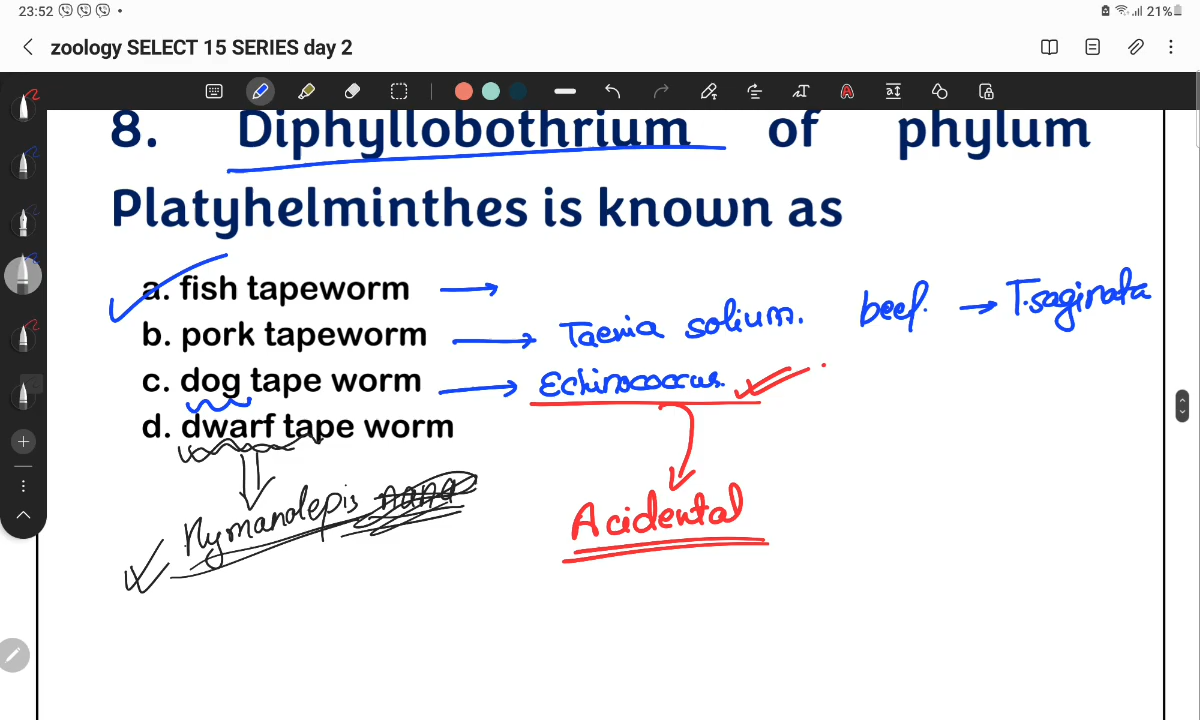 23:52
21%
zoology SELECT 15 SERIES day 2
8. Diphyllobothrium of phylum
Platyhelminthes is known as
a. fish tapeworm →
b. pork tapeworm → Taenia solium. beef. → T.saginata
c. dog tape worm → Echinococcus.
d. dwarf tape worm
Hymanolepis nana
Acidental